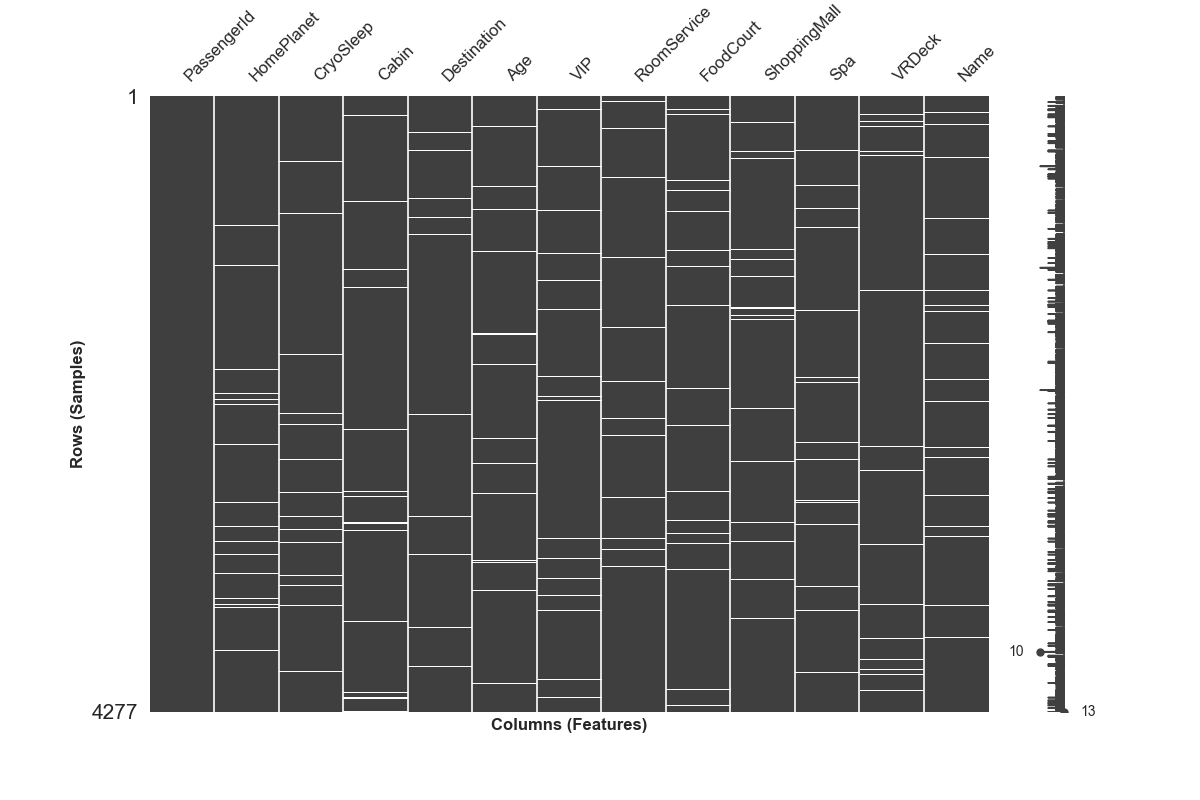 PassengerId
HomePlanet
CryoSleep
Cabin
Destination
Age
VIP
RoomService
FoodCourt
ShoppingMall
Spa
VRDeck
Name
1
Rows (Samples)
10
4277
13
Columns (Features)